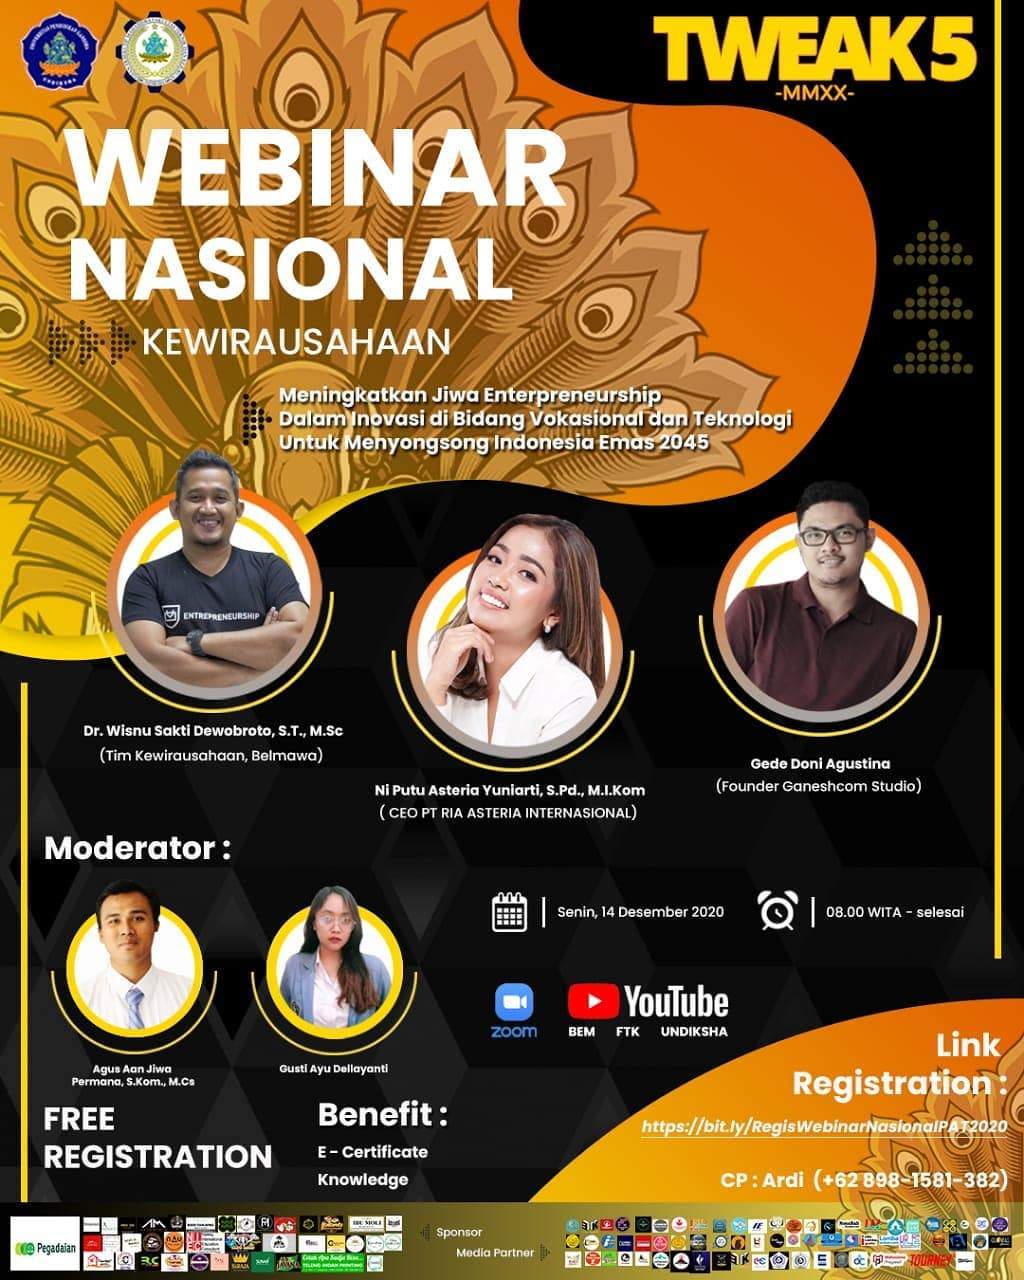 TWEAK 5
-MMXX-
WEBINAR
NASIONAL
KEWIRAUSAHAAN
Meningkatkan Jiwa Enterpreneurship
Dalam Inovasi di Bidang Vokasional dan Teknologi
Untuk Menyongsong Indonesia Emas 2045
ENTREPRENEURSHIP
Dr. Wisnu Sakti Dewobroto, S.T., M.Sc
(Tim Kewirausahaan, Belmawa)
Ni Putu Asteria Yuniarti, S.Pd., M.I.Kom
( CEO PT RIA ASTERIA INTERNASIONAL)
Gede Doni Agustina
(Founder Ganeshcom Studio)
Moderator :
Agus Aan Jiwa
Permana, S.Kom., M.Cs
Gusti Ayu Dellayanti
Senin, 14 Desember 2020
08.00 WITA - selesai
zoom
YouTube
BEM FTK UNDIKSHA
FREE
REGISTRATION
Benefit :
E - Certificate
Knowledge
Link
Registration :
https://bit.ly/RegisWebinarNasionalPAT2020
CP : Ardi (+62 898-1581-382)
Pegadaian
Sponsor
Media Partner